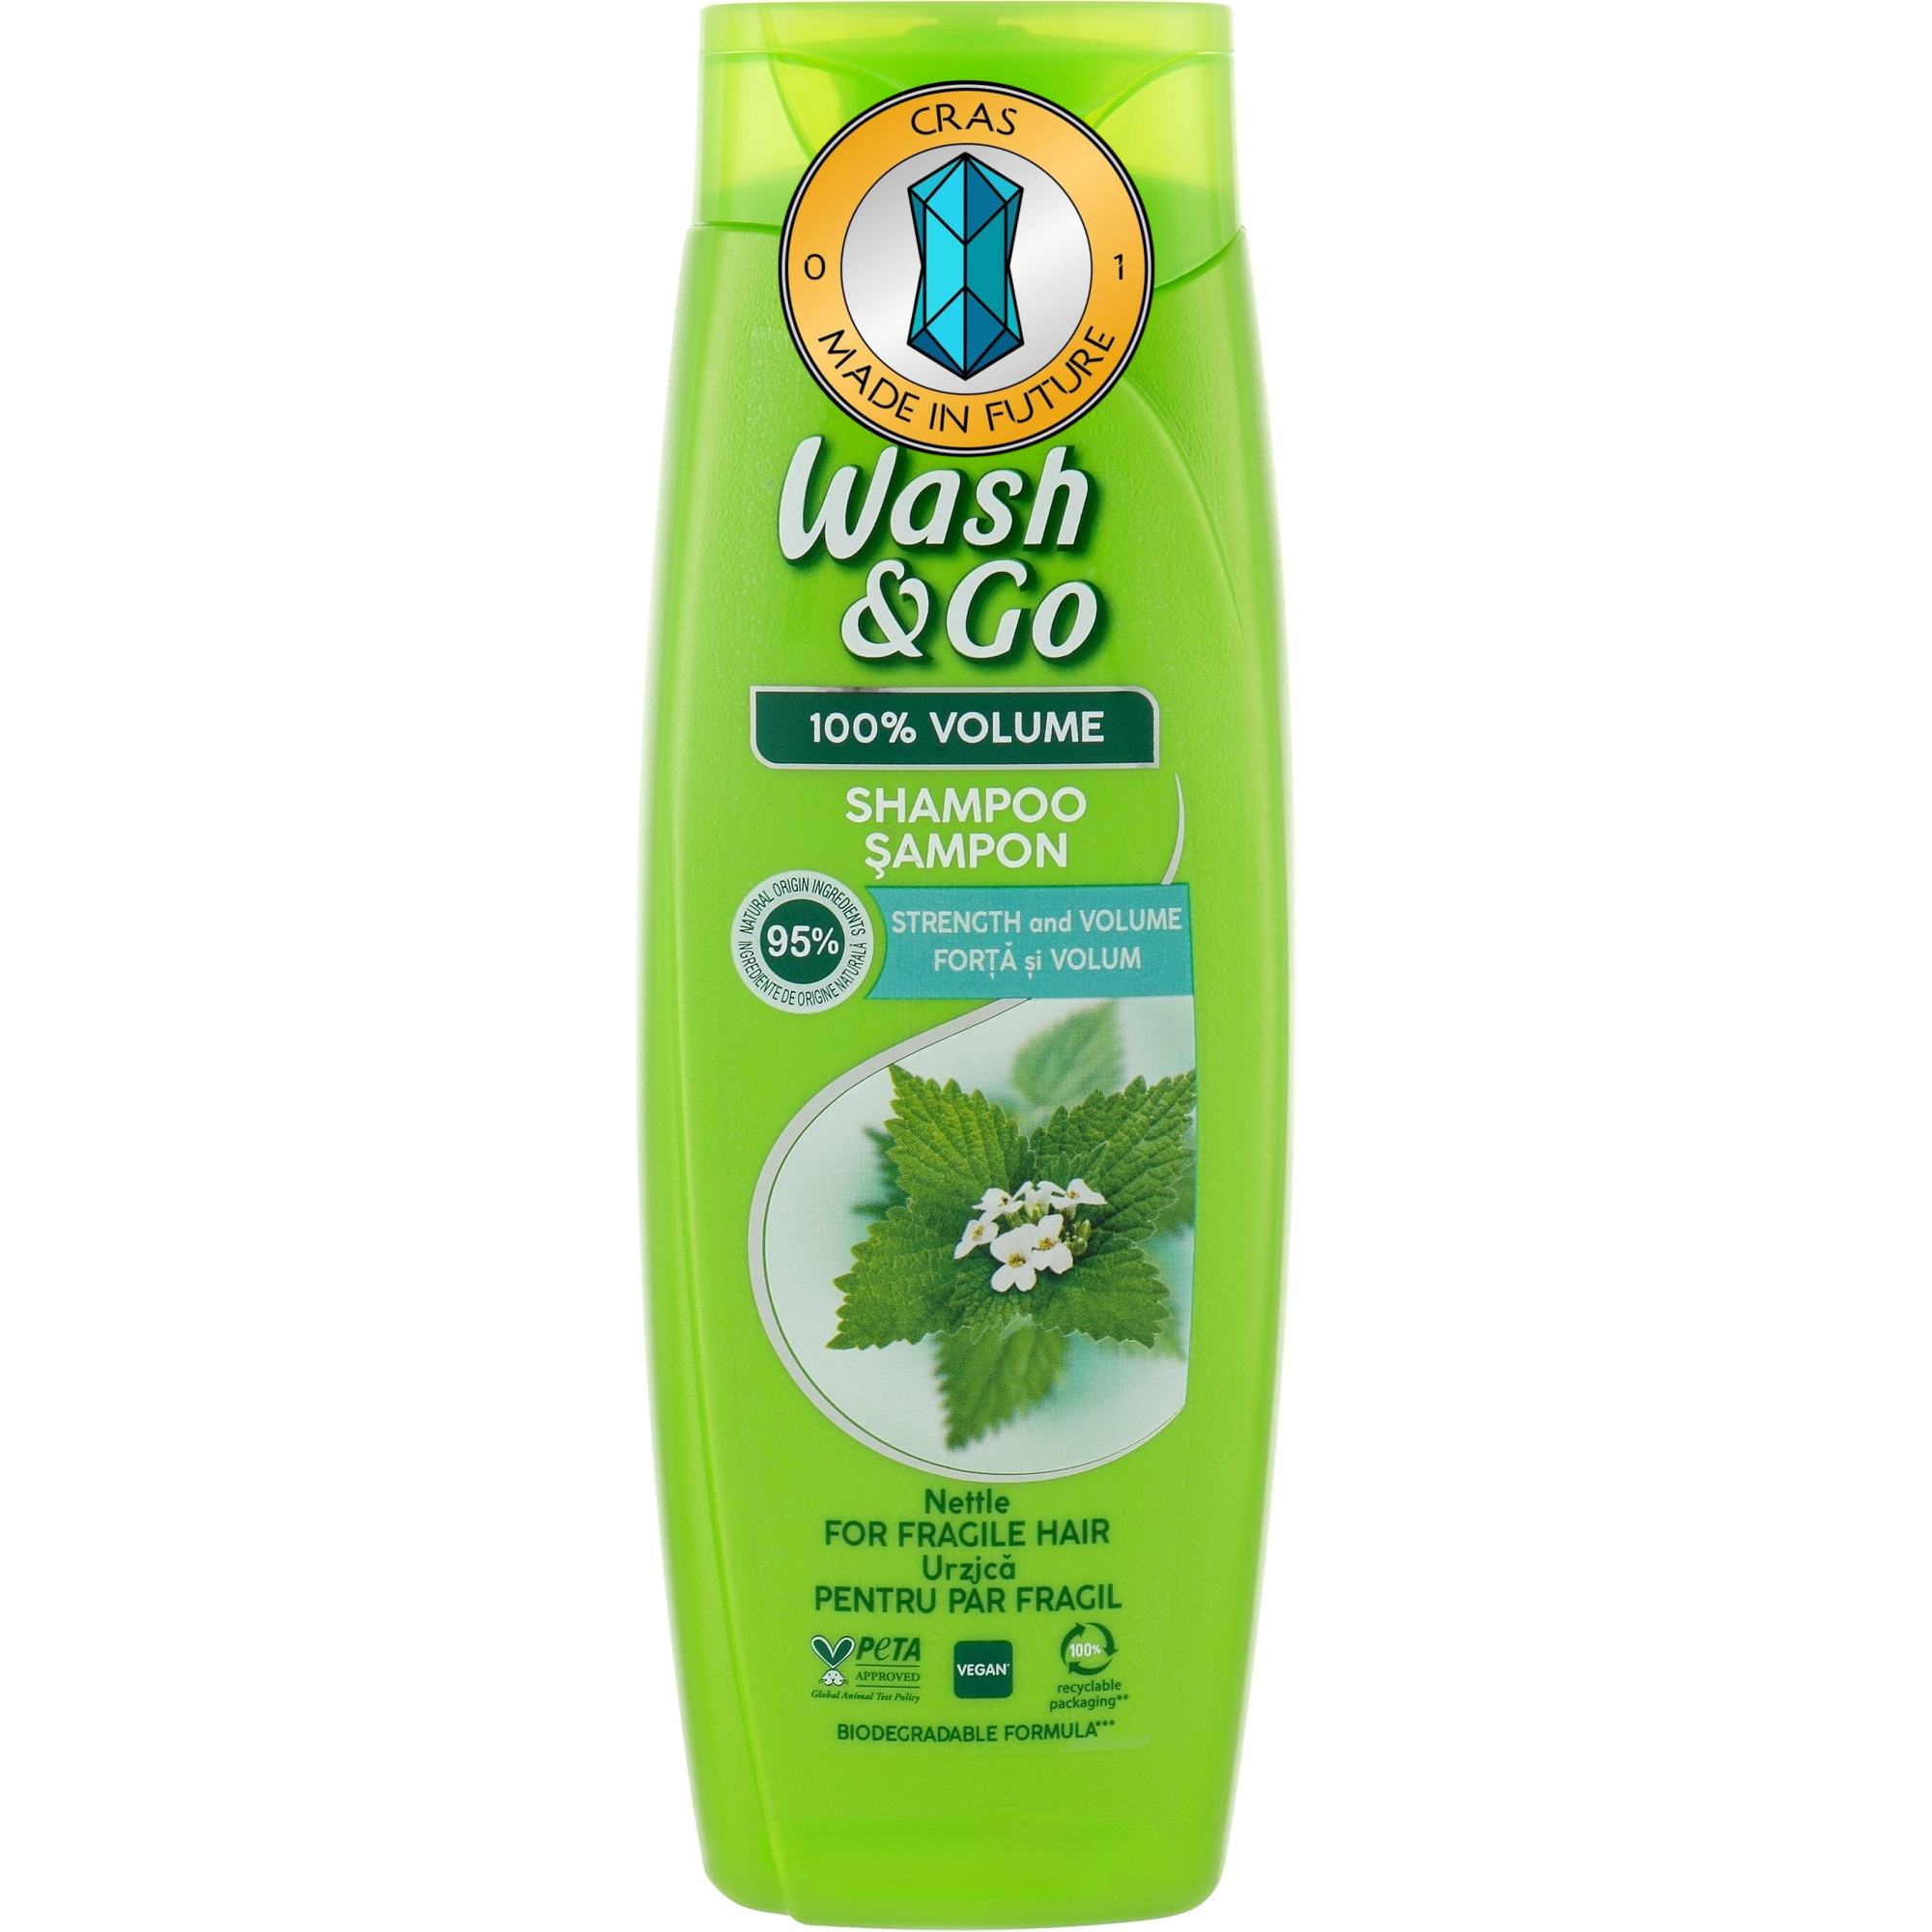 CRAS
0 1
MADE IN FUTURE
Wash
&Go
100% VOLUME
SHAMPOO
ŞAMPON
NATURAL ORIGIN INGREDIENTS
95%
INGREDIENTE DE ORIGINE NATURALĂ
STRENGTH and VOLUME
FORȚĂ și VOLUM
Nettle
FOR FRAGILE HAIR
Urzică
PENTRU PAR FRAGIL
PETA
APPROVED
Global Animal Test Policy
VEGAN*
100%
recyclable
packaging**
BIODEGRADABLE FORMULA***